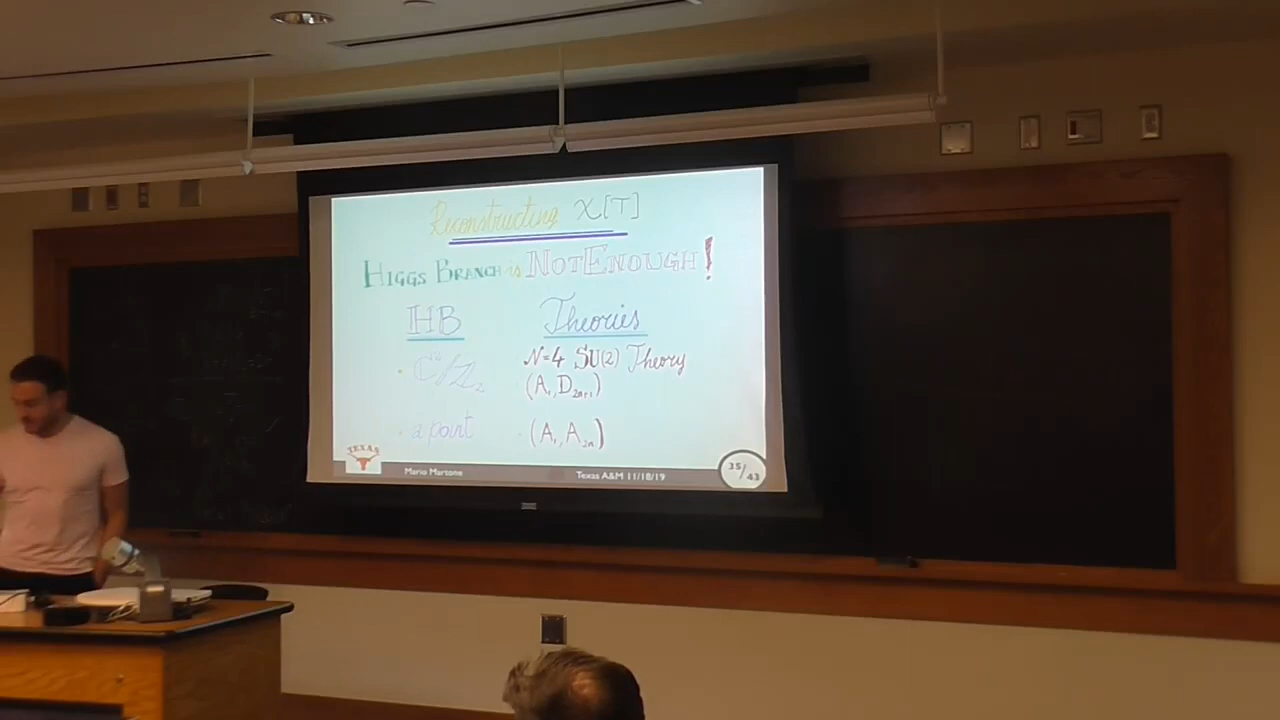 Reconstructing χ[T]
HIGGS BRANCH is NOT ENOUGH!
HB
Theories
• ℂ²/ℤ₂
N=4 SU(2) Theory
(A₁, D₂ₙ₊₁)
• a point
• (A₁, A₂ₙ)
TEXAS
Mario Martone
Texas A&M 11/18/19
35/43